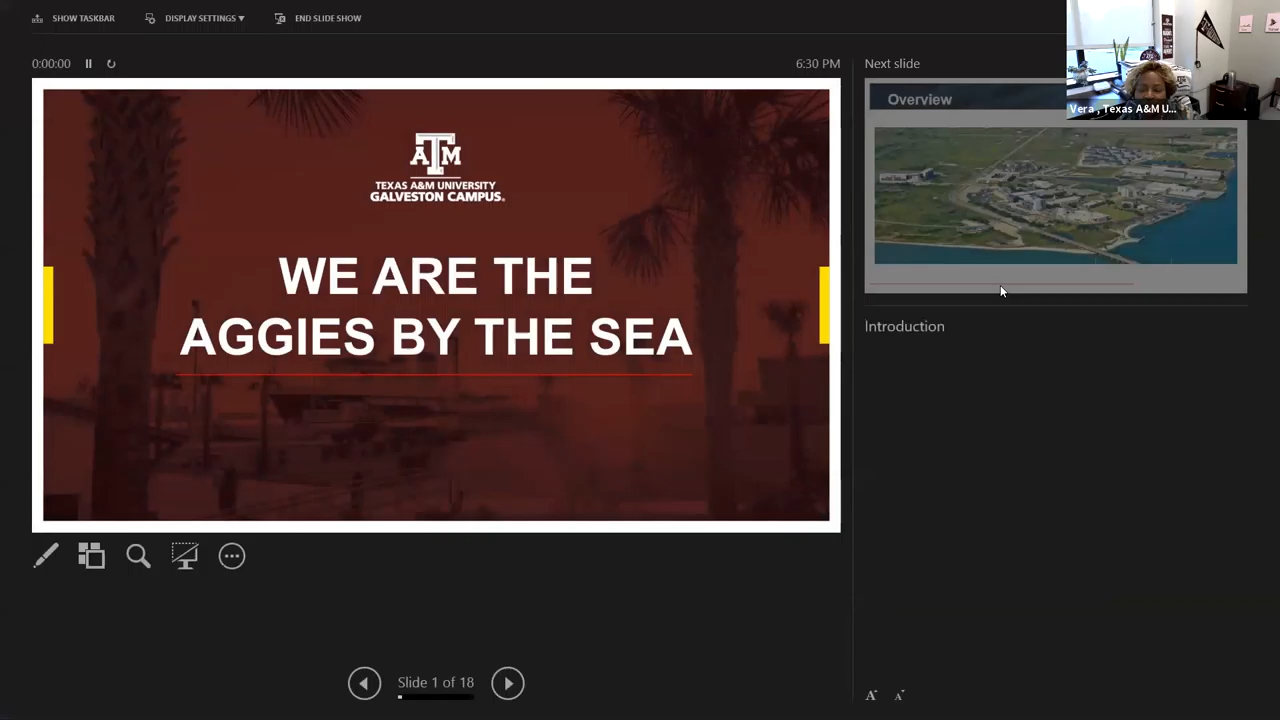 SHOW TASKBAR
DISPLAY SETTINGS ▾
END SLIDE SHOW
0:00:00
6:30 PM
Next slide
ATM
TEXAS A&M UNIVERSITY
GALVESTON CAMPUS®
WE ARE THE
AGGIES BY THE SEA
Overview
Vera , Texas A&M U...
Introduction
Slide 1 of 18
A A